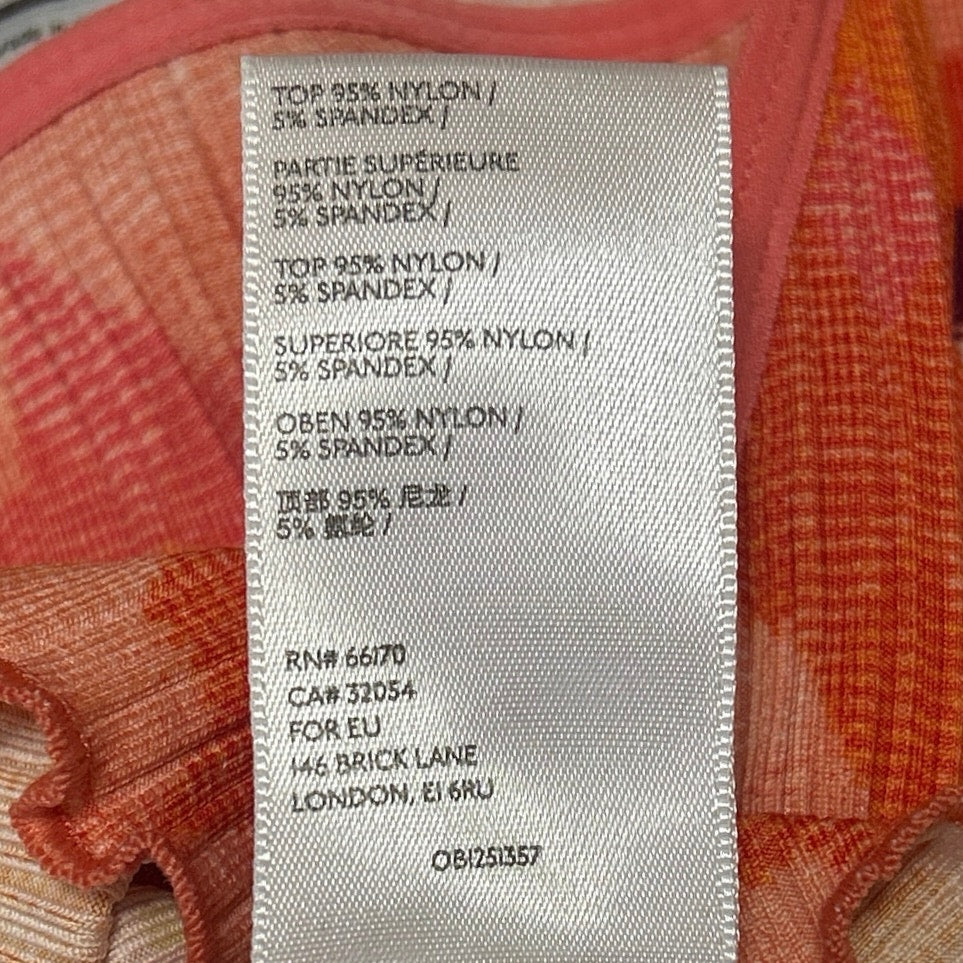 TOP 95% NYLON /
5% SPANDEX /
PARTIE SUPÉRIEURE
95% NYLON /
5% SPANDEX /
TOP 95% NYLON /
5% SPANDEX /
SUPERIORE 95% NYLON /
5% SPANDEX /
OBEN 95% NYLON /
5% SPANDEX /
顶部 95% 尼龙 /
5% 氨纶 /
RN# 66170
CA# 32054
FOR EU
146 BRICK LANE
LONDON, E1 6RU
OB1251357